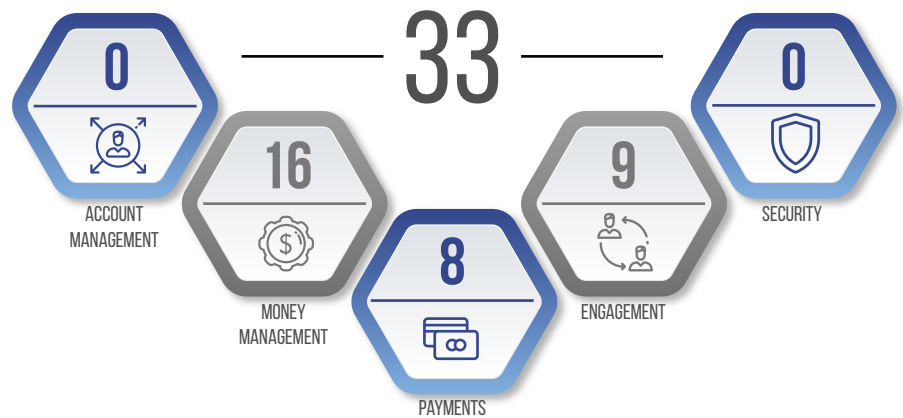 33
0
ACCOUNT
MANAGEMENT
16
$
MONEY
MANAGEMENT
8
PAYMENTS
9
ENGAGEMENT
0
SECURITY